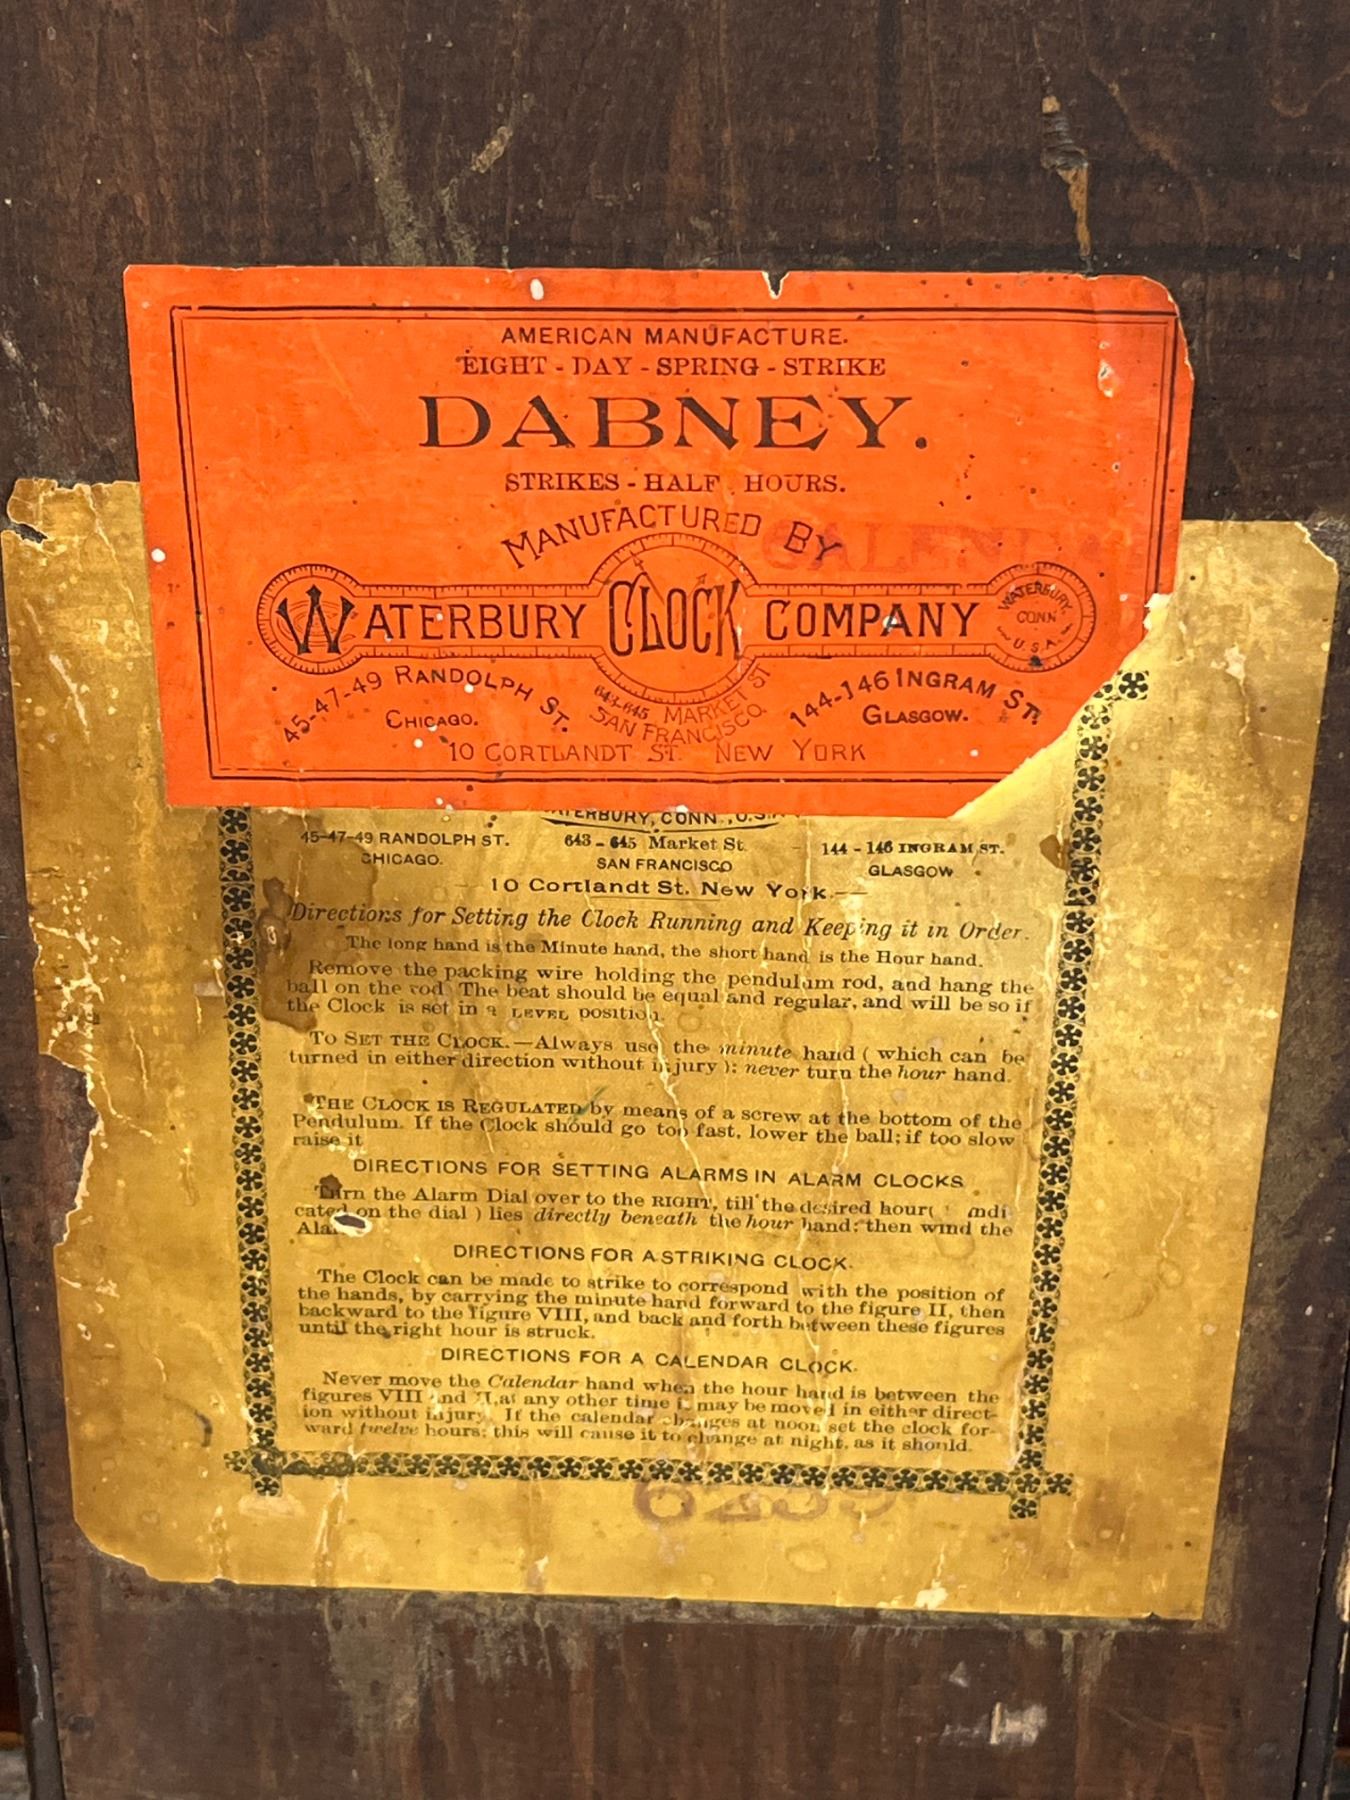 AMERICAN MANUFACTURE.
EIGHT - DAY - SPRING - STRIKE
DABNEY.
STRIKES - HALF HOURS.
MANUFACTURED BY
WATERBURY CLOCK COMPANY
WATERBURY, CONN. U.S.A.
45-47-49 RANDOLPH ST.
CHICAGO.
643-645 MARKET ST
SAN FRANCISCO.
144-146 INGRAM ST.
GLASGOW.
10 CORTLANDT ST. NEW YORK
WATERBURY, CONN., U.S.A
45-47-49 RANDOLPH ST. 643 - 645 Market St. 144 - 146 INGRAM ST.
CHICAGO. SAN FRANCISCO GLASGOW
10 Cortlandt St. New York.
Directions for Setting the Clock Running and Keeping it in Order.
The long hand is the Minute hand, the short hand is the Hour hand.
Remove the packing wire holding the pendulum rod, and hang the
ball on the rod The beat should be equal and regular, and will be so if
the Clock is set in a LEVEL position.
TO SET THE CLOCK.—Always use the minute hand ( which can be
turned in either direction without injury ): never turn the hour hand.
THE CLOCK IS REGULATED by means of a screw at the bottom of the
Pendulum. If the Clock should go too fast, lower the ball; if too slow
raise it
DIRECTIONS FOR SETTING ALARMS IN ALARM CLOCKS
Turn the Alarm Dial over to the RIGHT, till the desired hour( indi
cated on the dial ) lies directly beneath the hour hand; then wind the
DIRECTIONS FOR A STRIKING CLOCK.
The Clock can be made to strike to correspond with the position of
the hands, by carrying the minute hand forward to the figure II, then
backward to the figure VIII, and back and forth between these figures
until the right hour is struck.
DIRECTIONS FOR A CALENDAR CLOCK.
Never move the Calendar hand when the hour hand is between the
figures VIII and II, at any other time it may be moved in either direct-
ion without injury. If the calendar changes at noon set the clock for-
ward twelve hours; this will cause it to change at night, as it should.